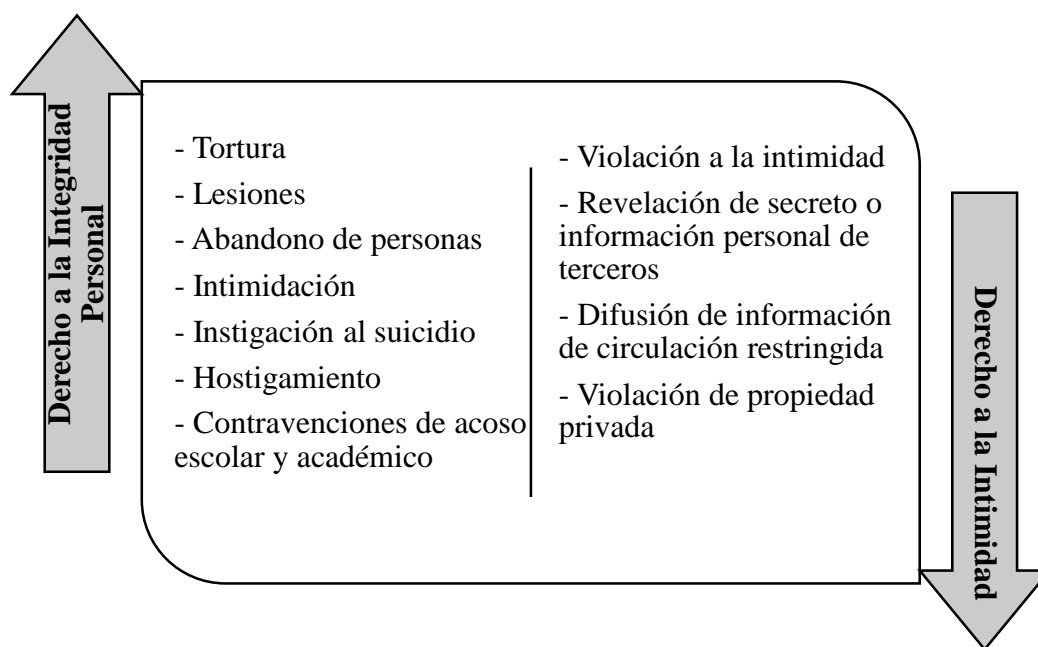 Derecho a la Integridad
Personal
- Tortura
- Lesiones
- Abandono de personas
- Intimidación
- Instigación al suicidio
- Hostigamiento
- Contravenciones de acoso
escolar y académico
- Violación a la intimidad
- Revelación de secreto o
información personal de
terceros
- Difusión de información
de circulación restringida
- Violación de propiedad
privada
Derecho a la Intimidad